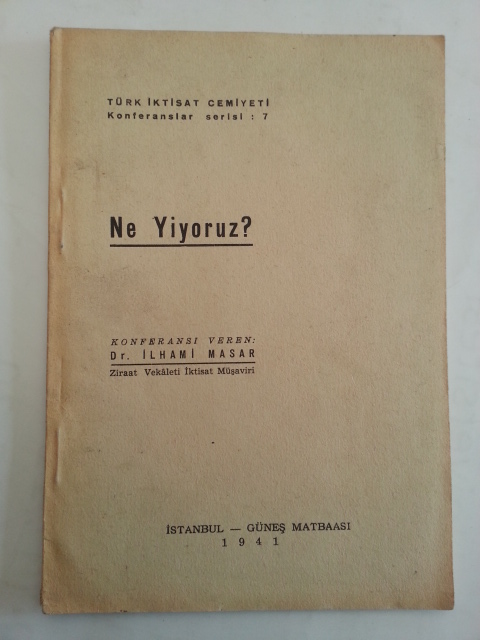 TÜRK İKTİSAT CEMİYETİ
Konferanslar serisi : 7
Ne Yiyoruz?
KONFERANSI VEREN:
Dr. İLHAMİ MASAR
Ziraat Vekâleti İktisat Müşaviri
İSTANBUL — GÜNEŞ MATBAASI
1941